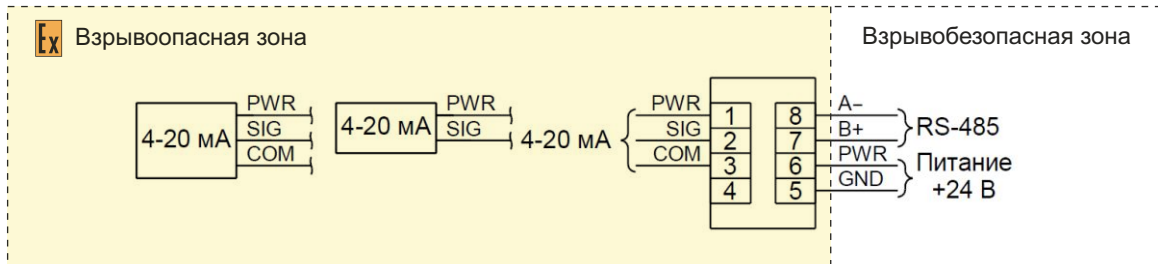 Ex Взрывоопасная зона
Взрывобезопасная зона
4-20 мА
PWR
SIG
COM
4-20 мА
PWR
SIG
4-20 мА
PWR
SIG
COM
1
2
3
4
8
7
6
5
A–
B+
PWR
GND
RS-485
Питание
+24 В